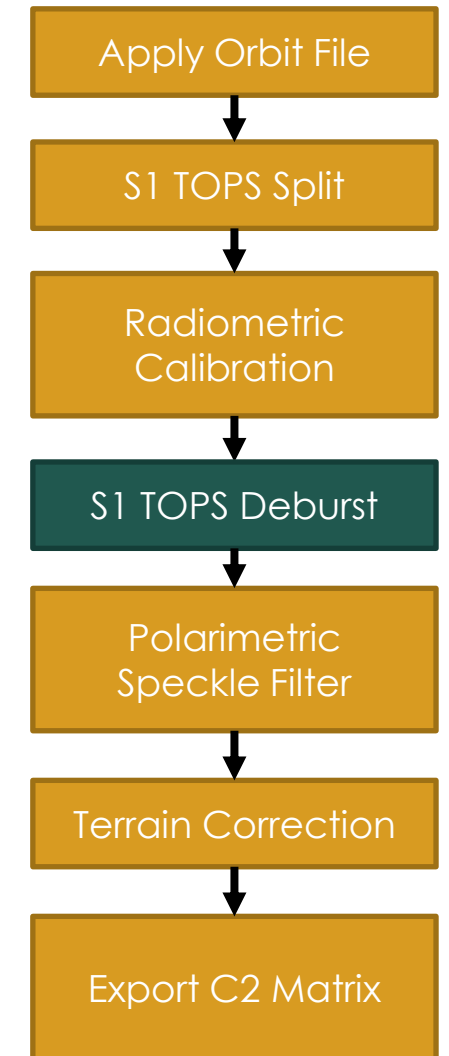 Apply Orbit File
S1 TOPS Split
Radiometric
Calibration
S1 TOPS Deburst
Polarimetric
Speckle Filter
Terrain Correction
Export C2 Matrix